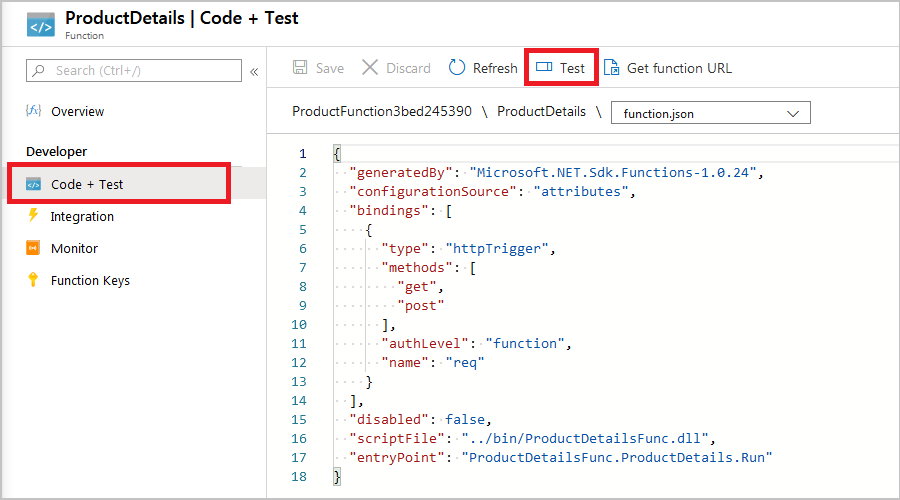 ProductDetails | Code + Test
Function
Search (Ctrl+/)
«
Save Discard Refresh Test Get function URL
Overview
Developer
Code + Test
Integration
Monitor
Function Keys
ProductFunction3bed245390 \ ProductDetails \ function.json
1 {
2 "generatedBy": "Microsoft.NET.Sdk.Functions-1.0.24",
3 "configurationSource": "attributes",
4 "bindings": [
5 {
6 "type": "httpTrigger",
7 "methods": [
8 "get",
9 "post"
10 ],
11 "authLevel": "function",
12 "name": "req"
13 }
14 ],
15 "disabled": false,
16 "scriptFile": "../bin/ProductDetailsFunc.dll",
17 "entryPoint": "ProductDetailsFunc.ProductDetails.Run"
18 }